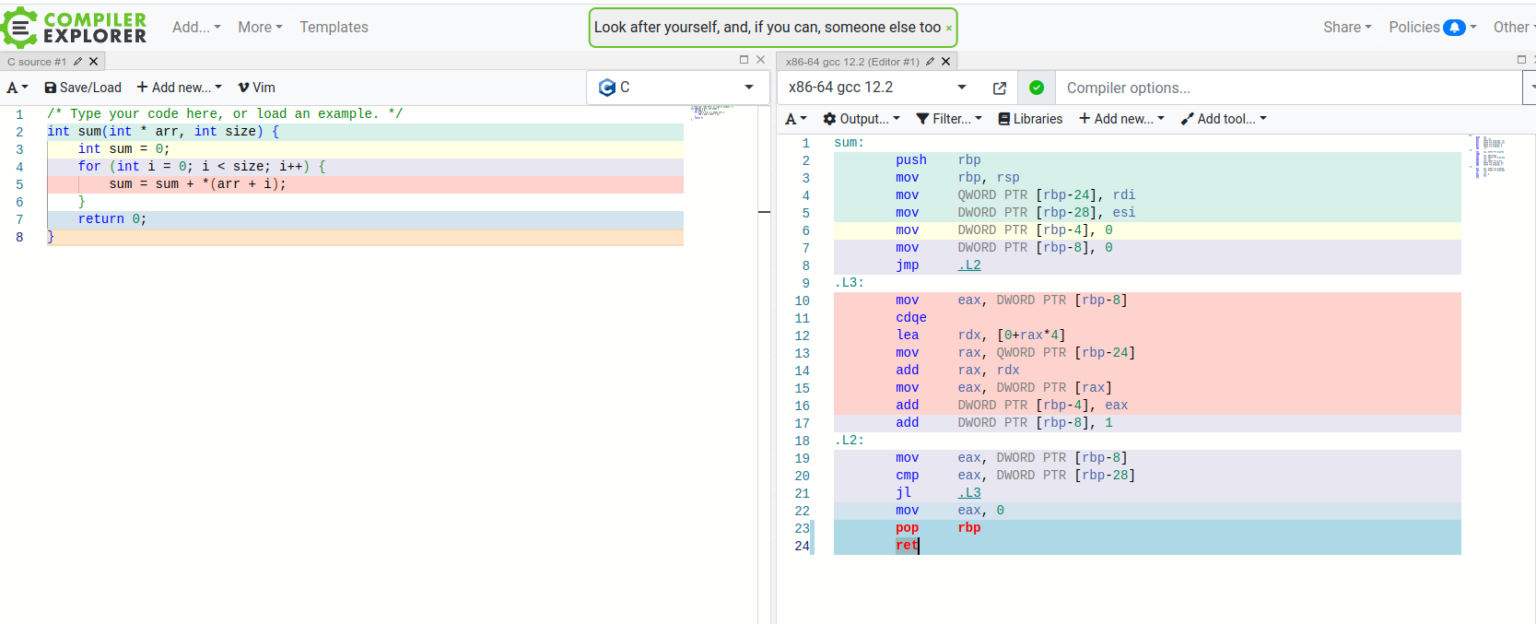 COMPILER
EXPLORER
Add...
More
Templates
Look after yourself, and, if you can, someone else too ×
Share
Policies
Other
C source #1
A
Save/Load
+ Add new...
Vim
C
1 /* Type your code here, or load an example. */
2 int sum(int * arr, int size) {
3     int sum = 0;
4     for (int i = 0; i < size; i++) {
5         sum = sum + *(arr + i);
6     }
7     return 0;
8 }
x86-64 gcc 12.2 (Editor #1)
x86-64 gcc 12.2
Compiler options...
A
Output...
Filter...
Libraries
+ Add new...
Add tool...
1 sum:
2         push    rbp
3         mov     rbp, rsp
4         mov     QWORD PTR [rbp-24], rdi
5         mov     DWORD PTR [rbp-28], esi
6         mov     DWORD PTR [rbp-4], 0
7         mov     DWORD PTR [rbp-8], 0
8         jmp     .L2
9 .L3:
10         mov     eax, DWORD PTR [rbp-8]
11         cdqe
12         lea     rdx, [0+rax*4]
13         mov     rax, QWORD PTR [rbp-24]
14         add     rax, rdx
15         mov     eax, DWORD PTR [rax]
16         add     DWORD PTR [rbp-4], eax
17         add     DWORD PTR [rbp-8], 1
18 .L2:
19         mov     eax, DWORD PTR [rbp-8]
20         cmp     eax, DWORD PTR [rbp-28]
21         jl      .L3
22         mov     eax, 0
23         pop     rbp
24         ret